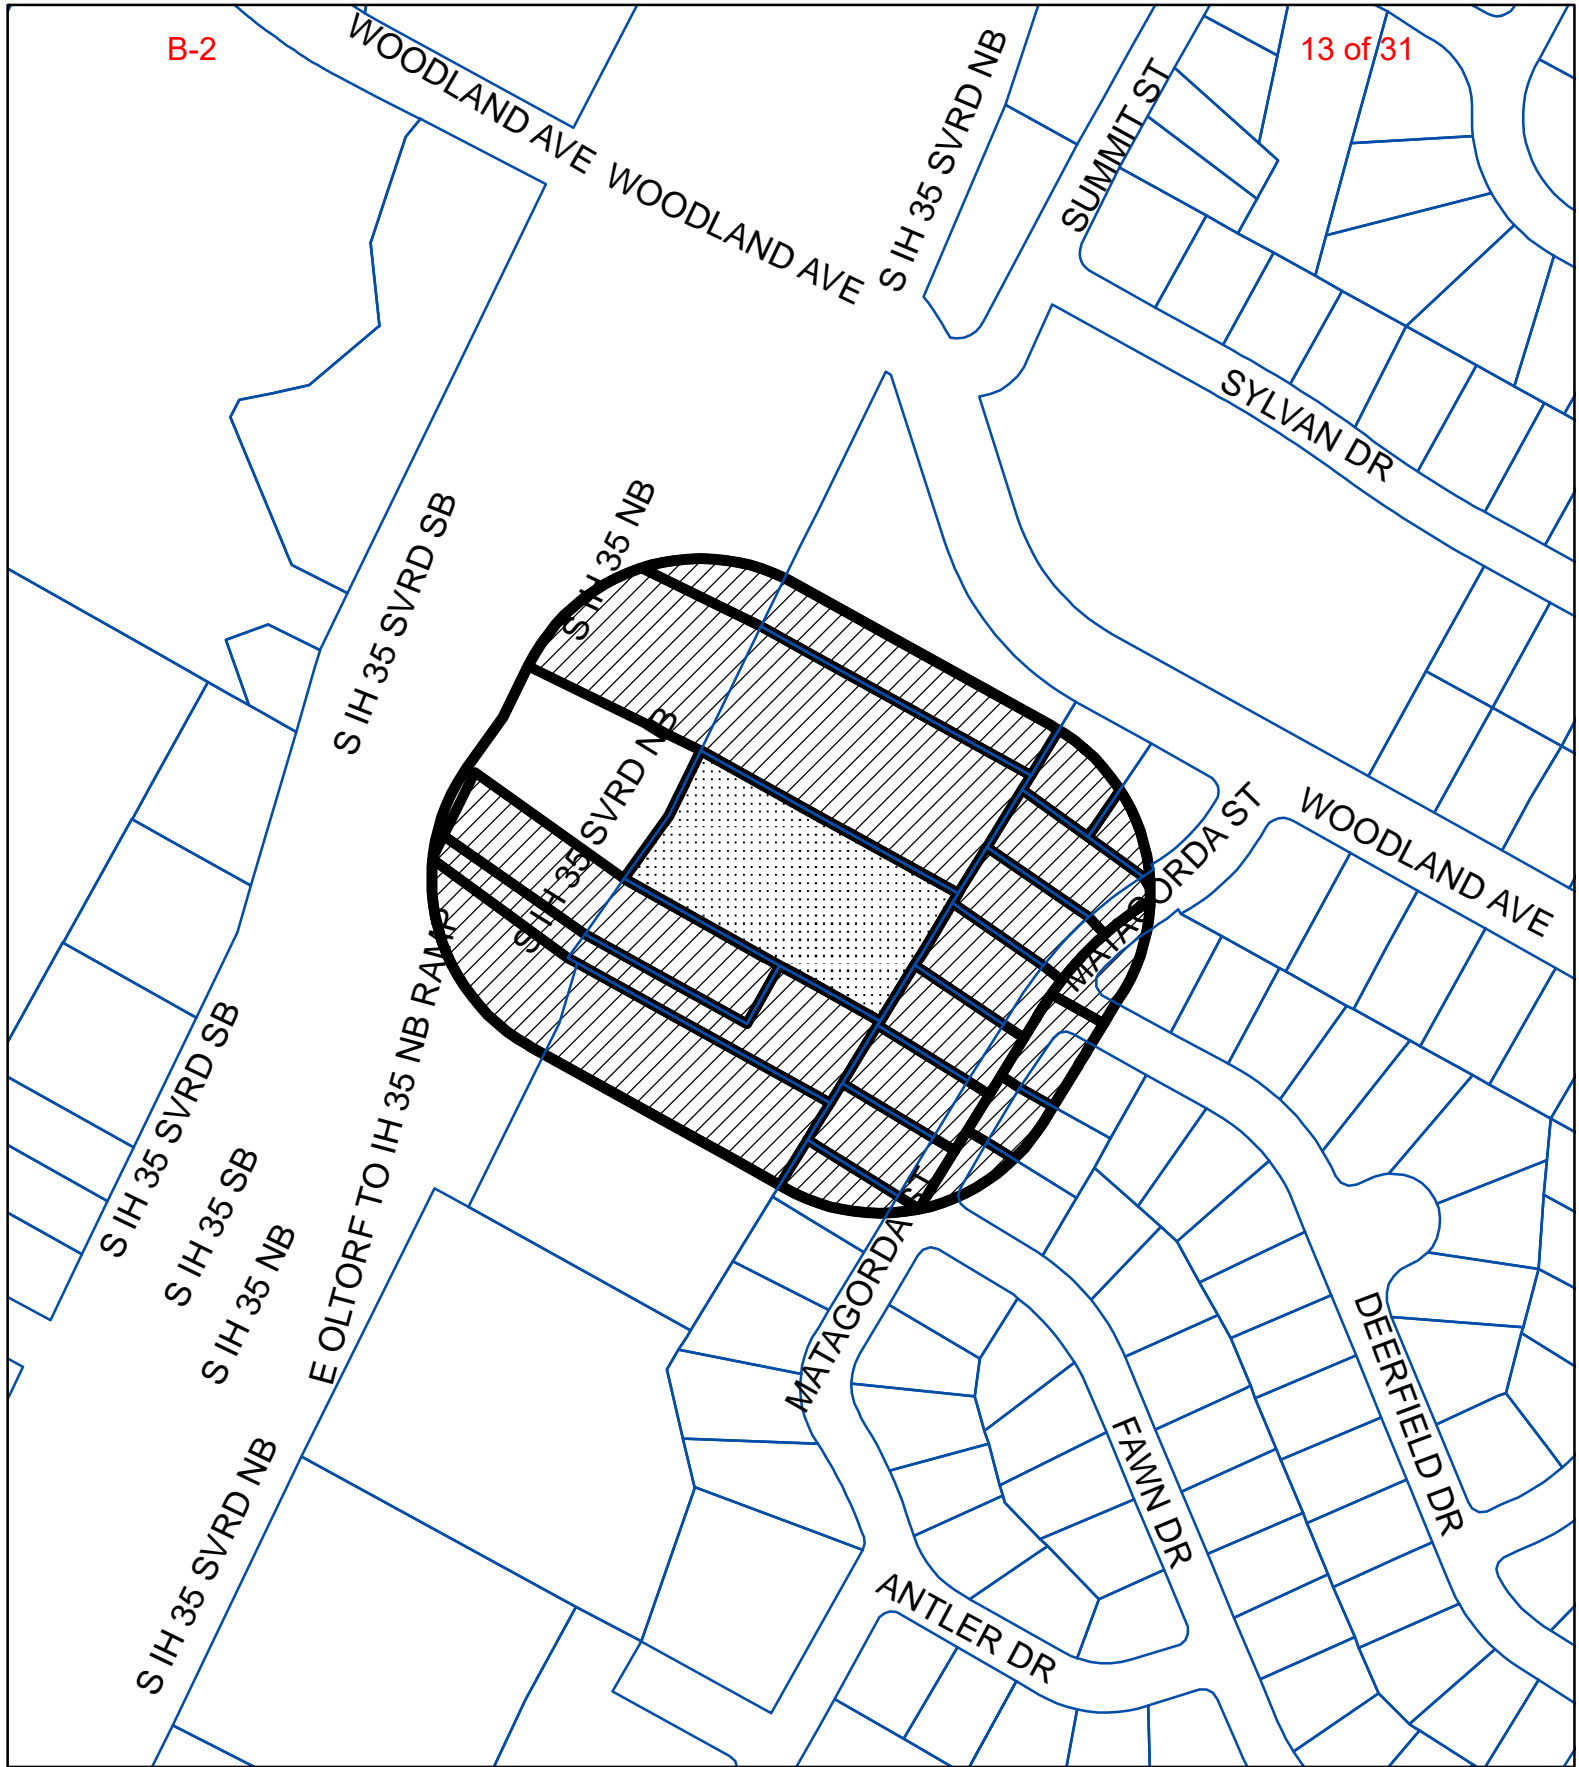 B-2
13 of 31
WOODLAND AVE
WOODLAND AVE
S IH 35 SVRD NB
SUMMIT ST
SYLVAN DR
S IH 35 NB
S IH 35 SVRD SB
S IH 35 SVRD NB
MATAGORDA ST
WOODLAND AVE
E OLTORF TO IH 35 NB RAMP
S IH 35 SVRD SB
S IH 35 SB
S IH 35 NB
MATAGORDA ST
DEERFIELD DR
FAWN DR
S IH 35 SVRD NB
ANTLER DR